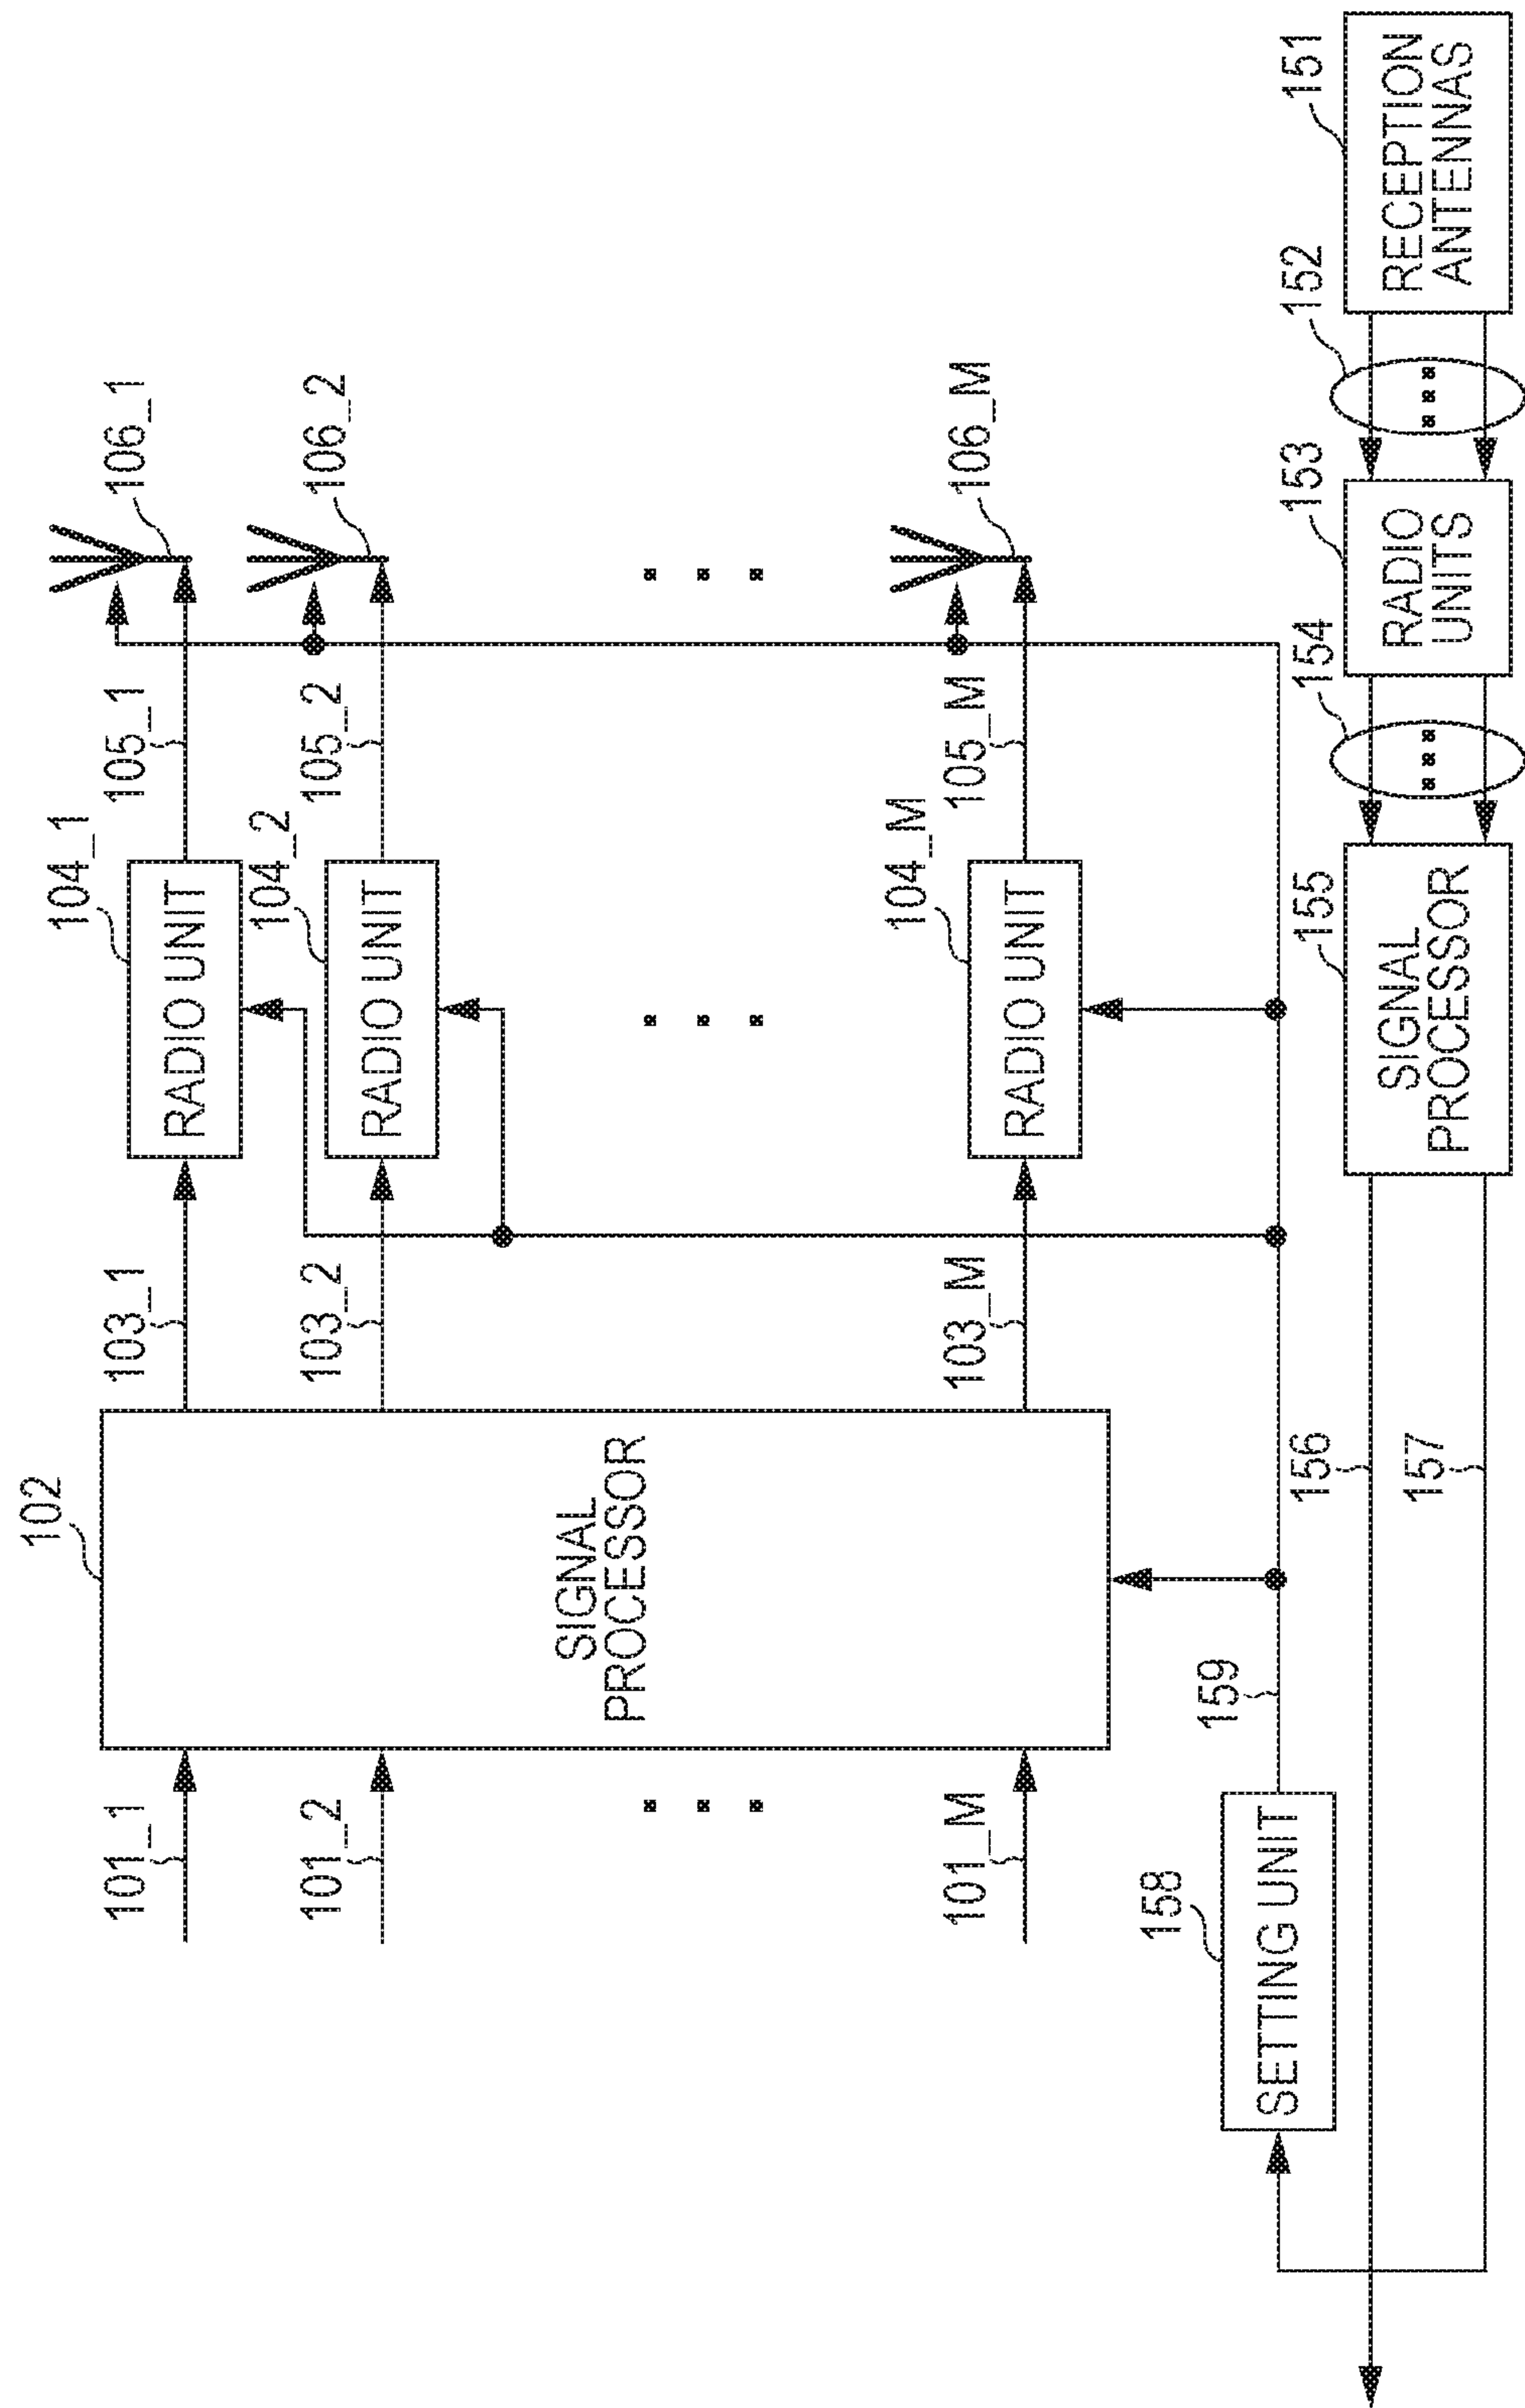 102
101_1
103_1
104_1
RADIO UNIT
105_1
106_1
101_2
103_2
104_2
RADIO UNIT
105_2
106_2
SIGNAL
PROCESSOR
101_M
103_M
104_M
RADIO UNIT
105_M
106_M
158
SETTING UNIT
159
156
157
155
SIGNAL
PROCESSOR
154
153
RADIO
UNITS
152
151
RECEPTION
ANTENNAS